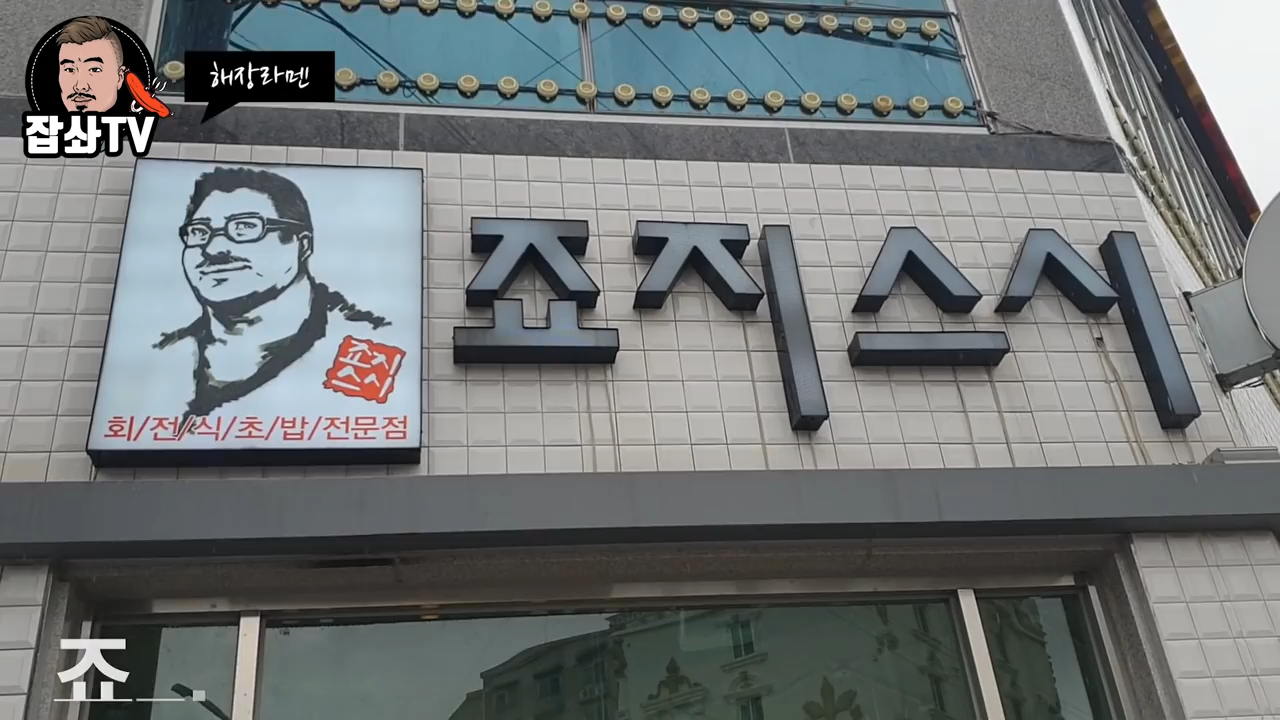 해장라멘
잡솨TV
죠지스시
죠지
스시
회/전/식/초/밥/전문점
죠